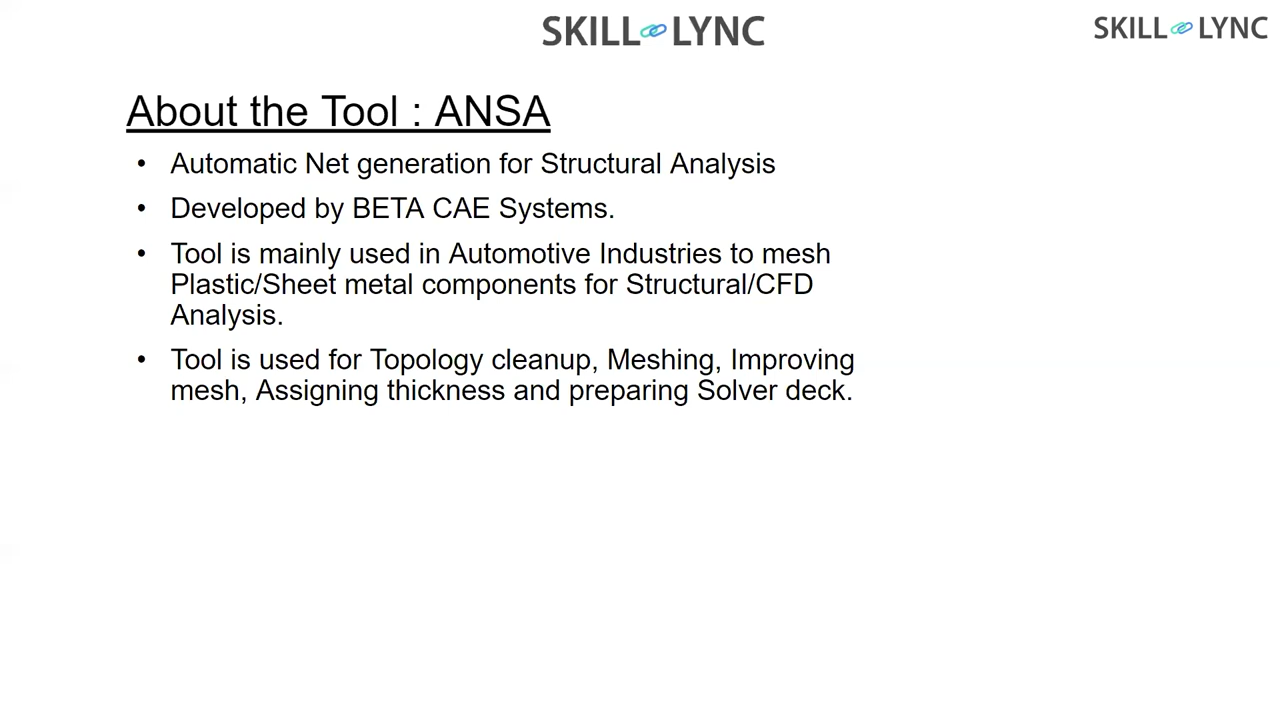 SKILL LYNC
SKILL LYNC
About the Tool : ANSA
• Automatic Net generation for Structural Analysis
• Developed by BETA CAE Systems.
• Tool is mainly used in Automotive Industries to mesh
Plastic/Sheet metal components for Structural/CFD
Analysis.
• Tool is used for Topology cleanup, Meshing, Improving
mesh, Assigning thickness and preparing Solver deck.